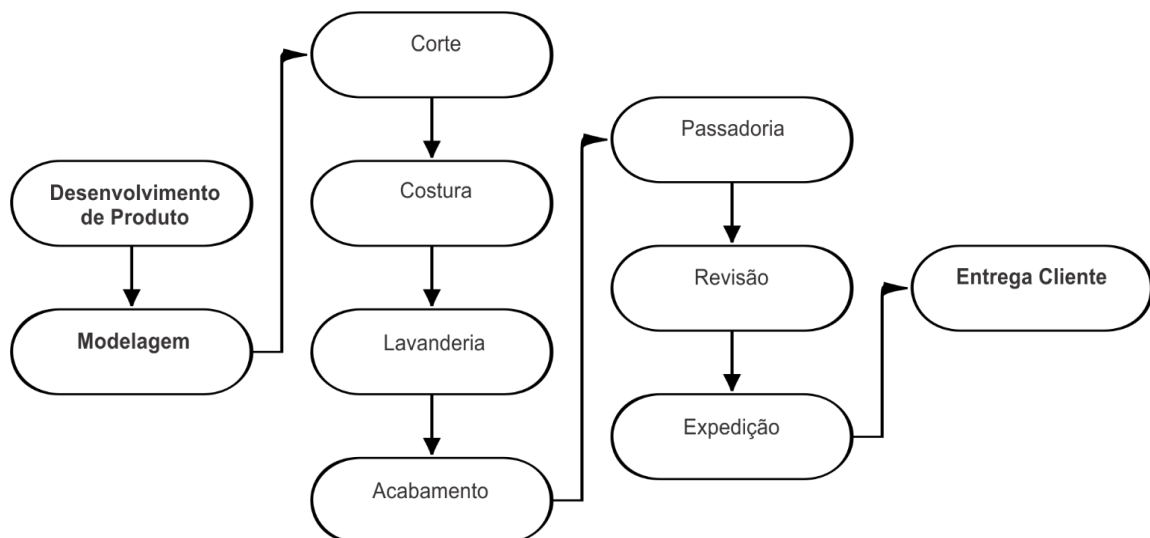 Desenvolvimento
de Produto
Modelagem
Corte
Costura
Lavanderia
Acabamento
Passadoria
Revisão
Expedição
Entrega Cliente